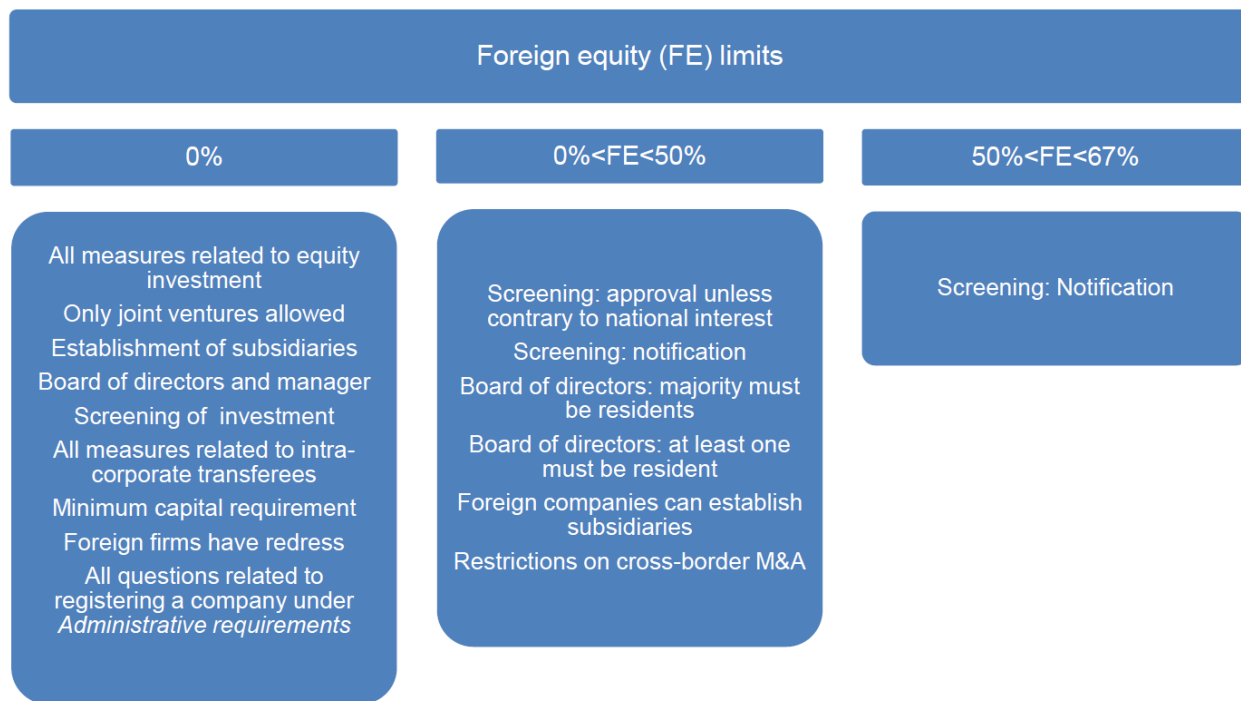 Foreign equity (FE) limits
0%
All measures related to equity
investment
Only joint ventures allowed
Establishment of subsidiaries
Board of directors and manager
Screening of investment
All measures related to intra-
corporate transferees
Minimum capital requirement
Foreign firms have redress
All questions related to
registering a company under
Administrative requirements
0%<FE<50%
Screening: approval unless
contrary to national interest
Screening: notification
Board of directors: majority must
be residents
Board of directors: at least one
must be resident
Foreign companies can establish
subsidiaries
Restrictions on cross-border M&A
50%<FE<67%
Screening: Notification